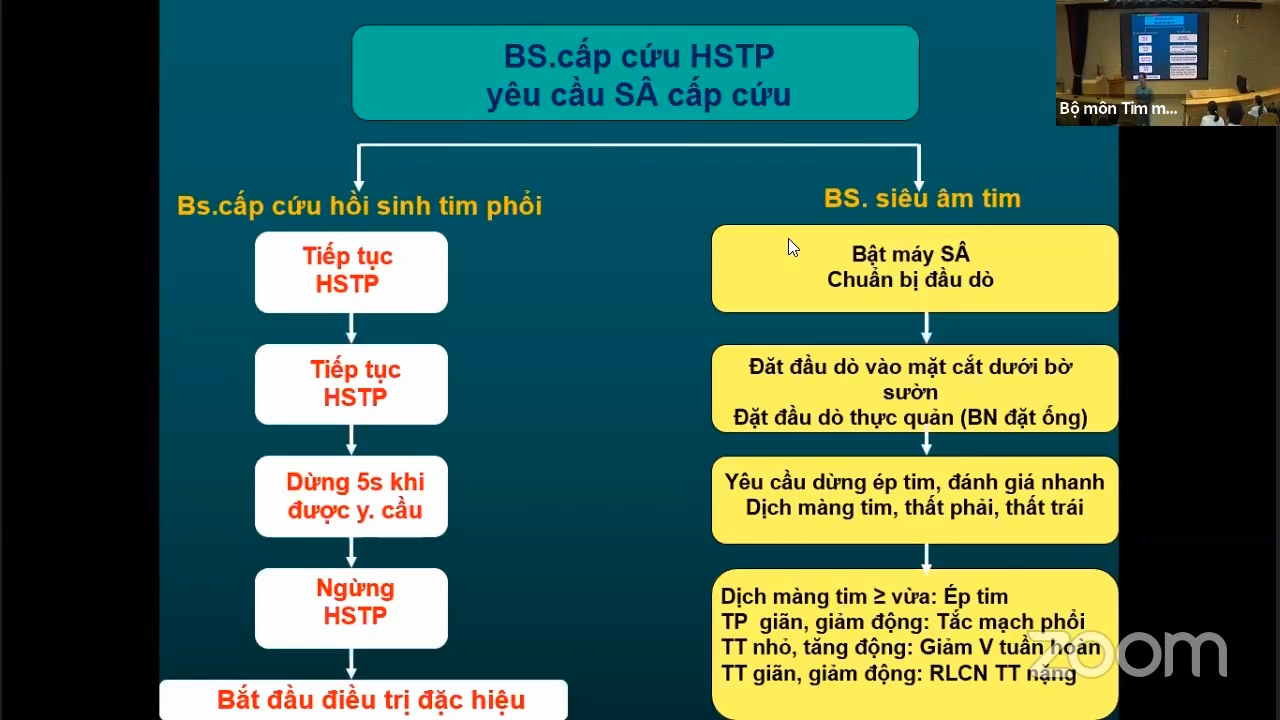 BS.cấp cứu HSTP
yêu cầu SÂ cấp cứu
Bộ môn Tim m...
Bs.cấp cứu hồi sinh tim phổi
BS. siêu âm tim
Tiếp tục
HSTP
Bật máy SÂ
Chuẩn bị đầu dò
Tiếp tục
HSTP
Đăt đầu dò vào mặt cắt dưới bờ
sườn
Đặt đầu dò thực quản (BN đặt ống)
Dừng 5s khi
được y. cầu
Yêu cầu dừng ép tim, đánh giá nhanh
Dịch màng tim, thất phải, thất trái
Ngừng
HSTP
Dịch màng tim ≥ vừa: Ép tim
TP giãn, giảm động: Tắc mạch phổi
TT nhỏ, tăng động: Giảm V tuần hoàn
TT giãn, giảm động: RLCN TT nặng
Bắt đầu điều trị đặc hiệu
zoom